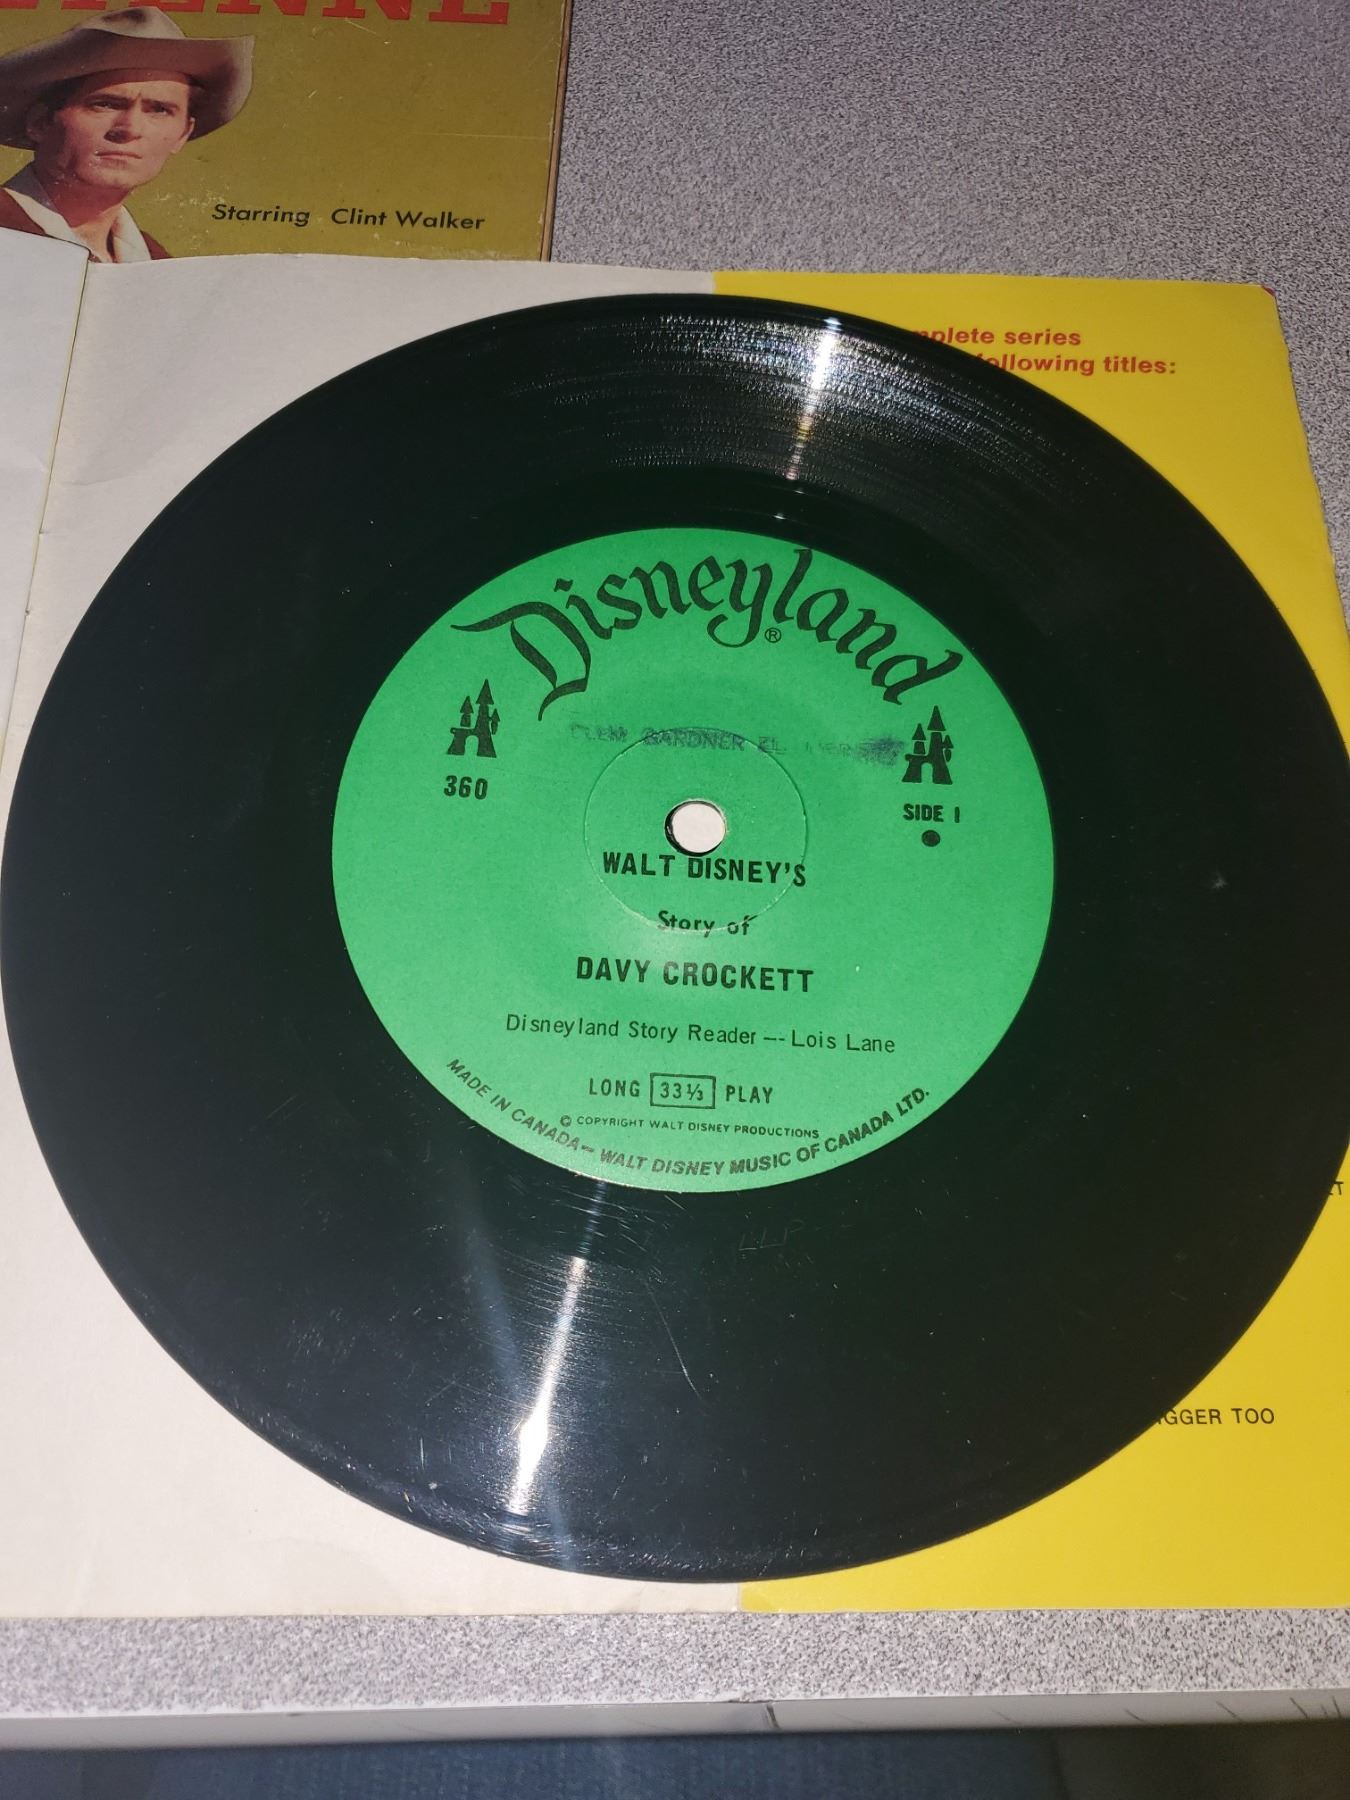 Starring Clint Walker
series
following titles:
Disneyland®
GARDNER EL
360
SIDE 1
WALT DISNEY'S
Story of
DAVY CROCKETT
Disneyland Story Reader -- Lois Lane
LONG 33⅓ PLAY
© COPYRIGHT WALT DISNEY PRODUCTIONS
MADE IN CANADA — WALT DISNEY MUSIC OF CANADA LTD.
TOO